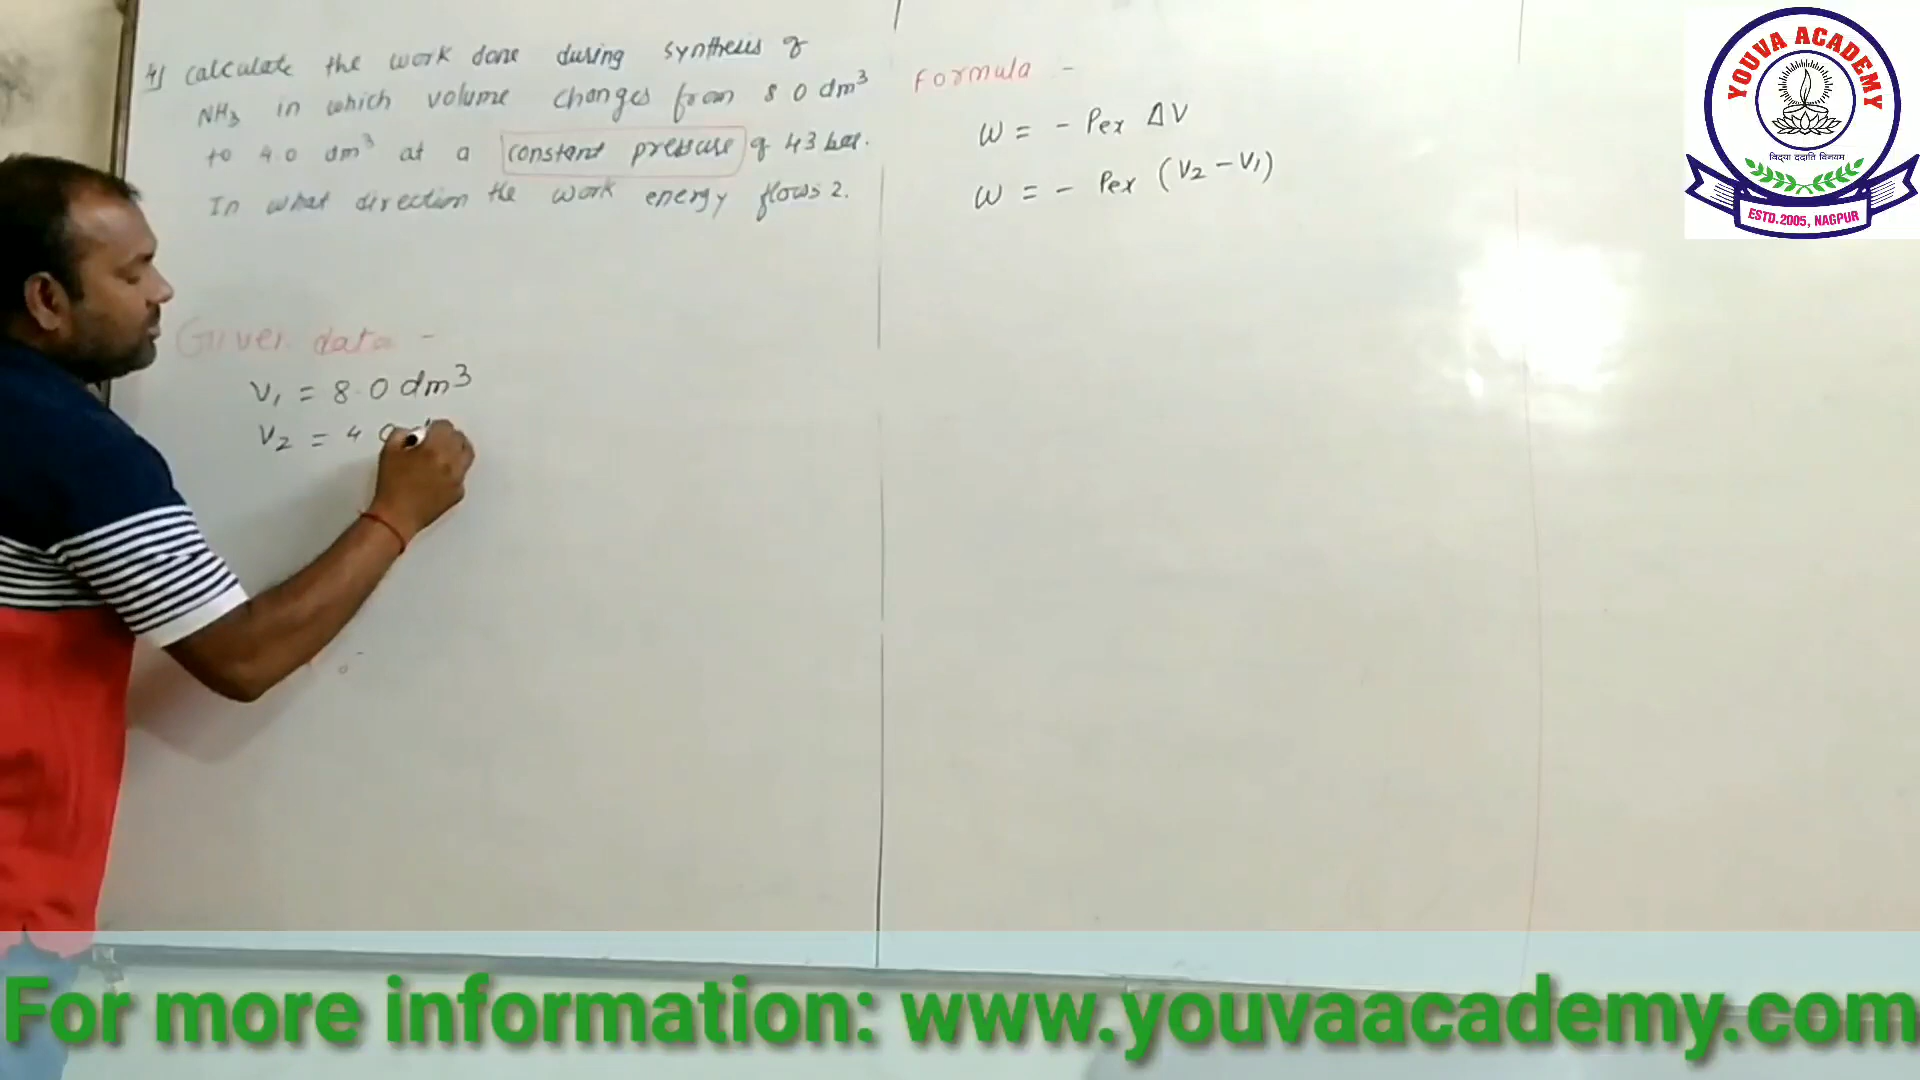 4) Calculate the work done during synthesis of
NH3 in which volume changes from 8 0 dm³
to 4 0 dm³ at a constant pressure of 43 bar.
In what direction the work energy flows?.
Formula -
W = - Pex ΔV
W = - Pex (V2 - V1)
Given data -
V1 = 8.0 dm³
V2 = 4 0
YOUVA ACADEMY
विद्या ददाति विनयम
ESTD.2005, NAGPUR
For more information: www.youvaacademy.com